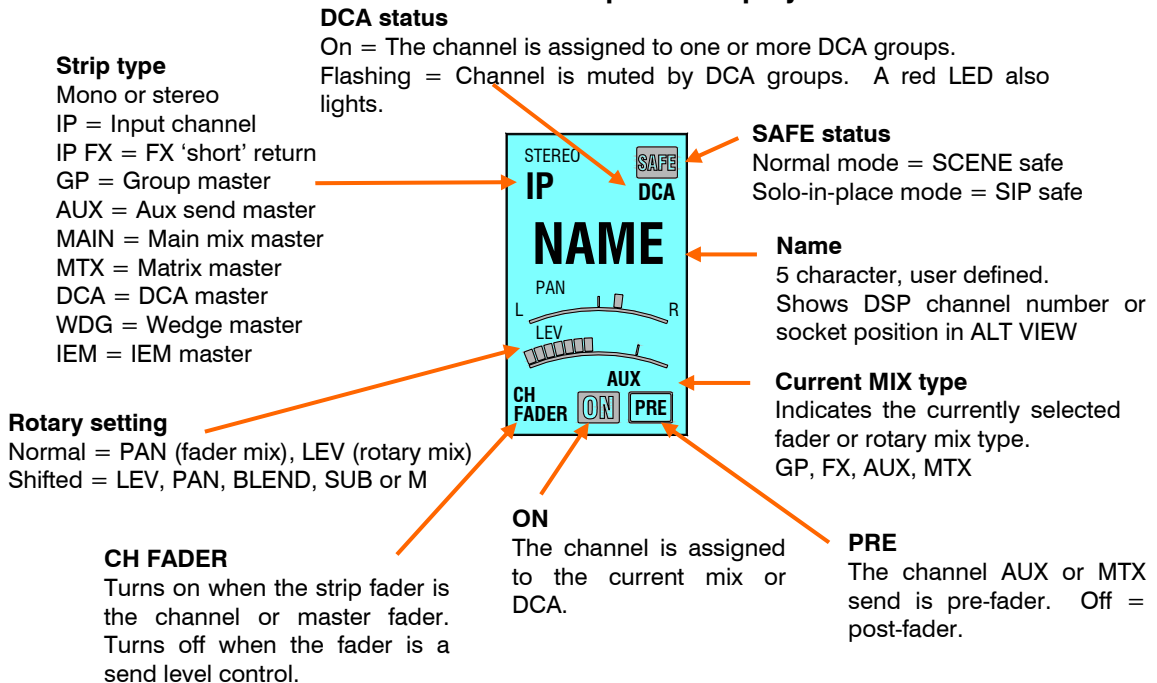 DCA status
On = The channel is assigned to one or more DCA groups.
Flashing = Channel is muted by DCA groups. A red LED also
lights.
Strip type
Mono or stereo
IP = Input channel
IP FX = FX ‘short’ return
GP = Group master
AUX = Aux send master
MAIN = Main mix master
MTX = Matrix master
DCA = DCA master
WDG = Wedge master
IEM = IEM master
STEREO
SAFE
IP
DCA
NAME
PAN
L
R
LEV
AUX
CH
FADER
ON
PRE
SAFE status
Normal mode = SCENE safe
Solo-in-place mode = SIP safe
Name
5 character, user defined.
Shows DSP channel number or
socket position in ALT VIEW
Current MIX type
Indicates the currently selected
fader or rotary mix type.
GP, FX, AUX, MTX
Rotary setting
Normal = PAN (fader mix), LEV (rotary mix)
Shifted = LEV, PAN, BLEND, SUB or M
CH FADER
Turns on when the strip fader is
the channel or master fader.
Turns off when the fader is a
send level control.
ON
The channel is assigned
to the current mix or
DCA.
PRE
The channel AUX or MTX
send is pre-fader. Off =
post-fader.